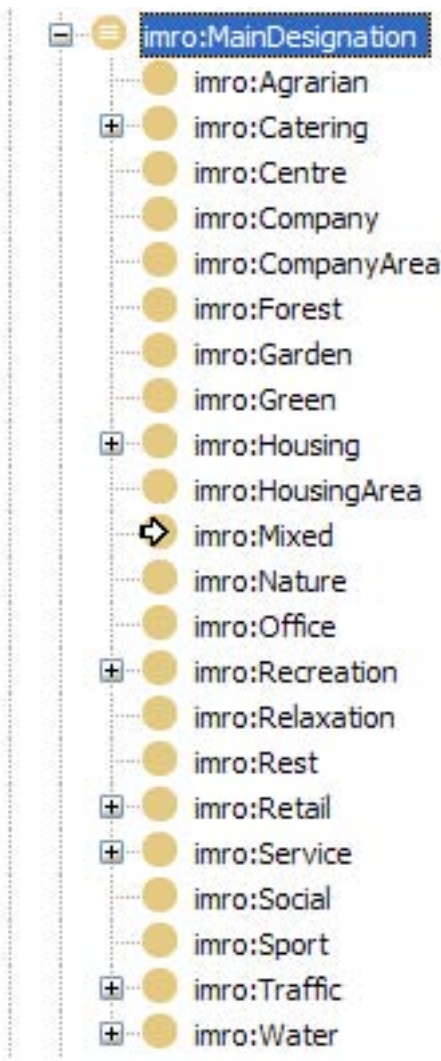 imro:MainDesignation
imro:Agrarian
imro:Catering
imro:Centre
imro:Company
imro:CompanyArea
imro:Forest
imro:Garden
imro:Green
imro:Housing
imro:HousingArea
imro:Mixed
imro:Nature
imro:Office
imro:Recreation
imro:Relaxation
imro:Rest
imro:Retail
imro:Service
imro:Social
imro:Sport
imro:Traffic
imro:Water